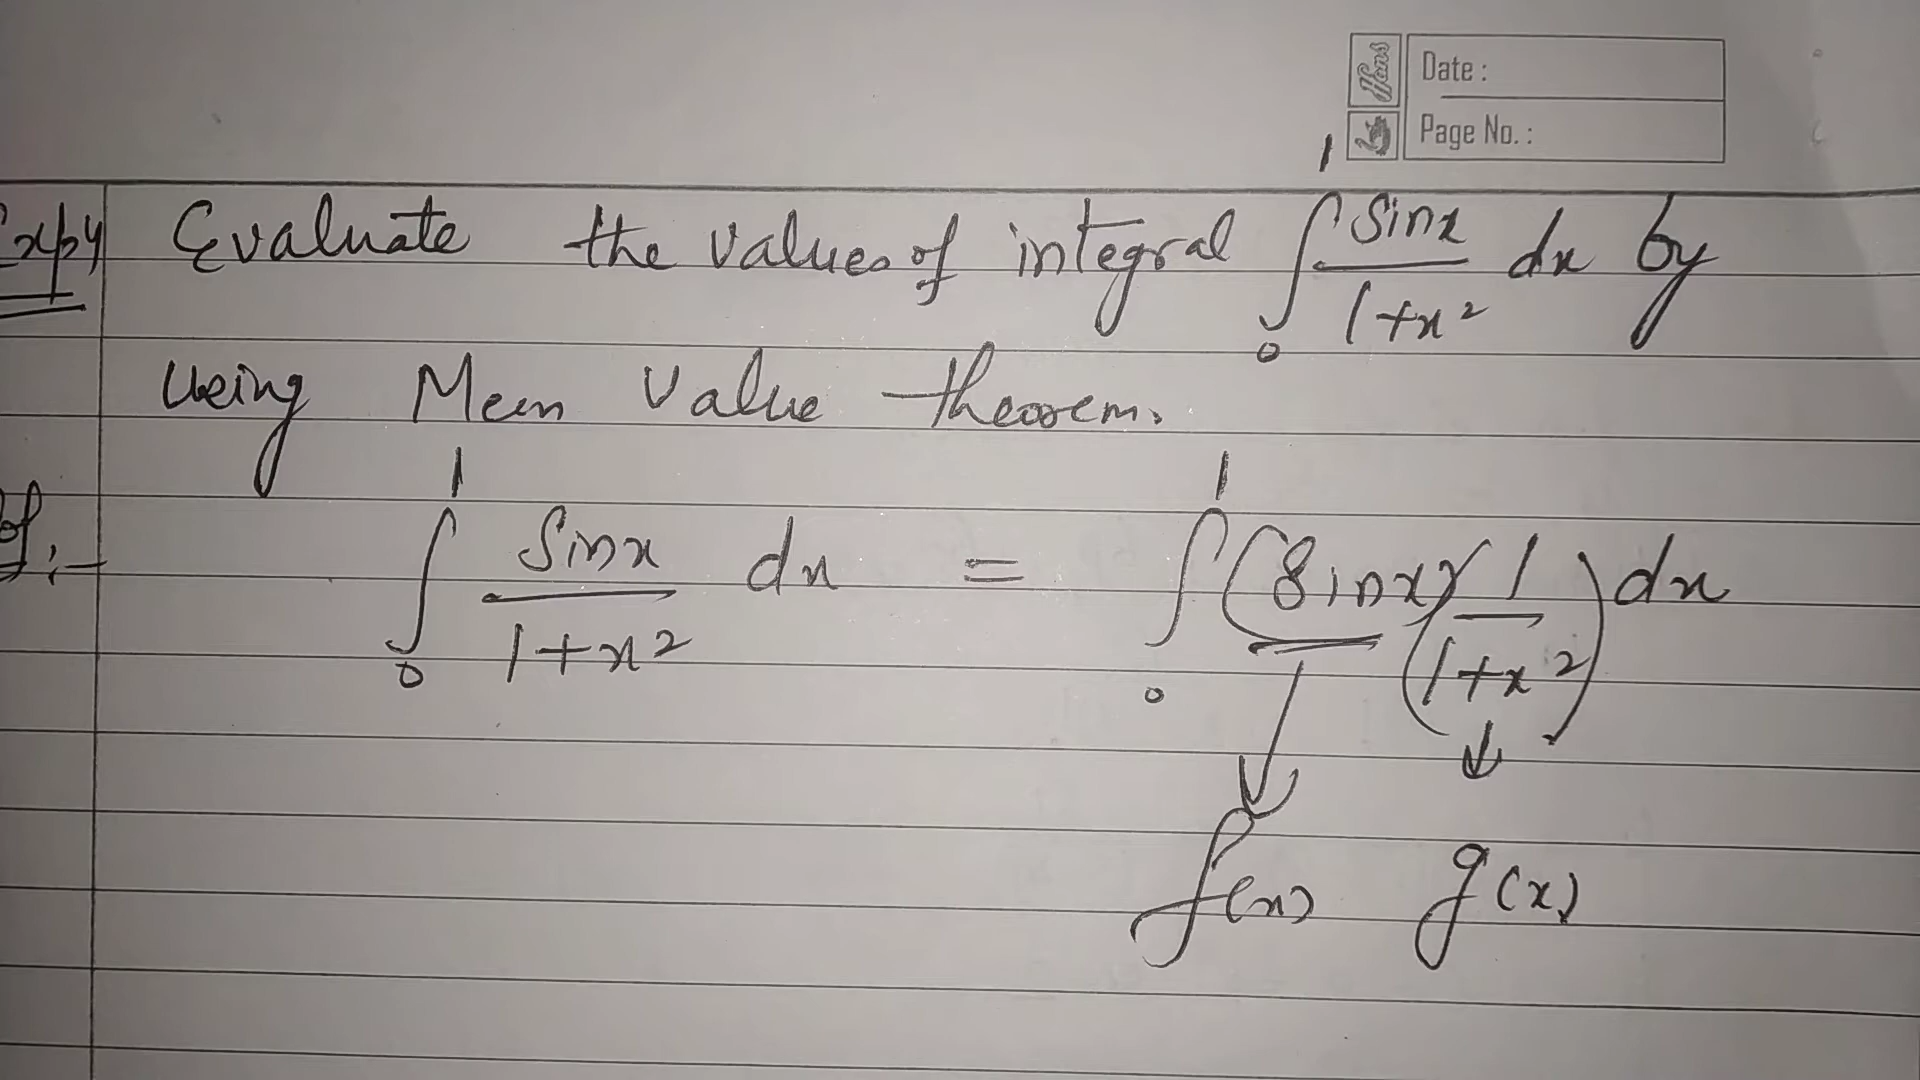 Hens
Date :
Page No. :
Evaluate the values of integral ∫₀¹ sinx/(1+x²) dx by
Using Mean Value theorem.
∫₀¹ Sinx/(1+x²) dx = ∫₀¹ (Sinx)(1/(1+x²)) dx
f(x) g(x)